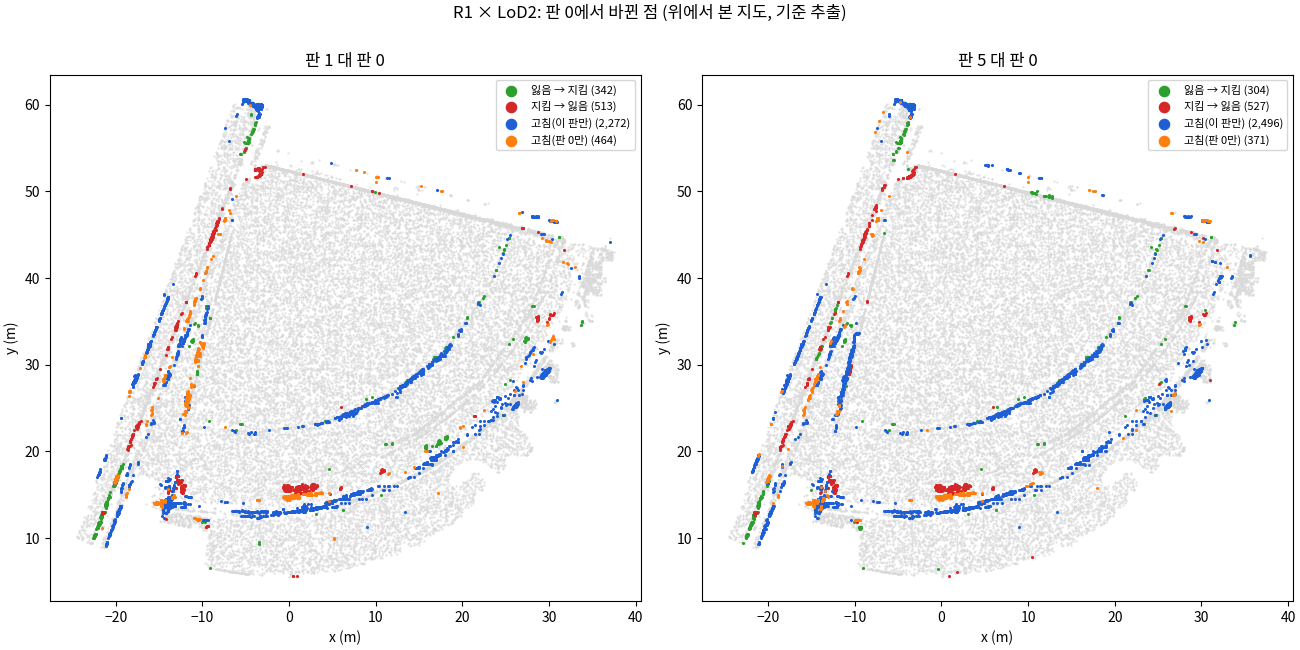 R1 × LoD2: 판 0에서 바뀐 점 (위에서 본 지도, 기준 추출)
판 1 대 판 0
잃음 → 지킴 (342)
지킴 → 잃음 (513)
고침(이 판만) (2,272)
고침(판 0만) (464)
60
50
40
30
20
10
y (m)
−20
−10
0
10
20
30
40
x (m)
판 5 대 판 0
잃음 → 지킴 (304)
지킴 → 잃음 (527)
고침(이 판만) (2,496)
고침(판 0만) (371)
60
50
40
30
20
10
y (m)
−20
−10
0
10
20
30
40
x (m)